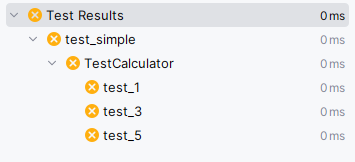 Test Results 0 ms
test_simple 0 ms
TestCalculator 0 ms
test_1 0 ms
test_3 0 ms
test_5 0 ms